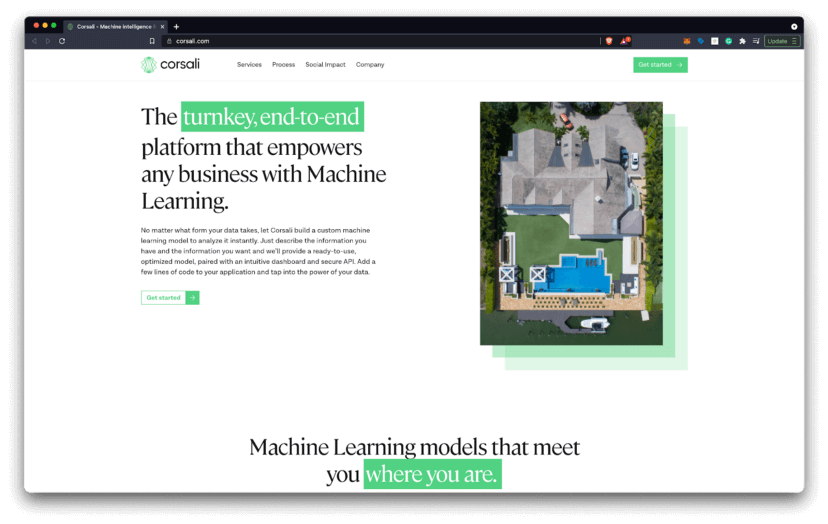 Corsali - Machine intelligence
corsali.com
Update
corsali
Services
Process
Social Impact
Company
Get started
The turnkey, end-to-end
platform that empowers
any business with Machine
Learning.
No matter what form your data takes, let Corsali build a custom machine
learning model to analyze it instantly. Just describe the information you
have and the information you want and we'll provide a ready-to-use,
optimized model, paired with an intuitive dashboard and secure API. Add a
few lines of code to your application and tap into the power of your data.
Get started
Machine Learning models that meet
you where you are.